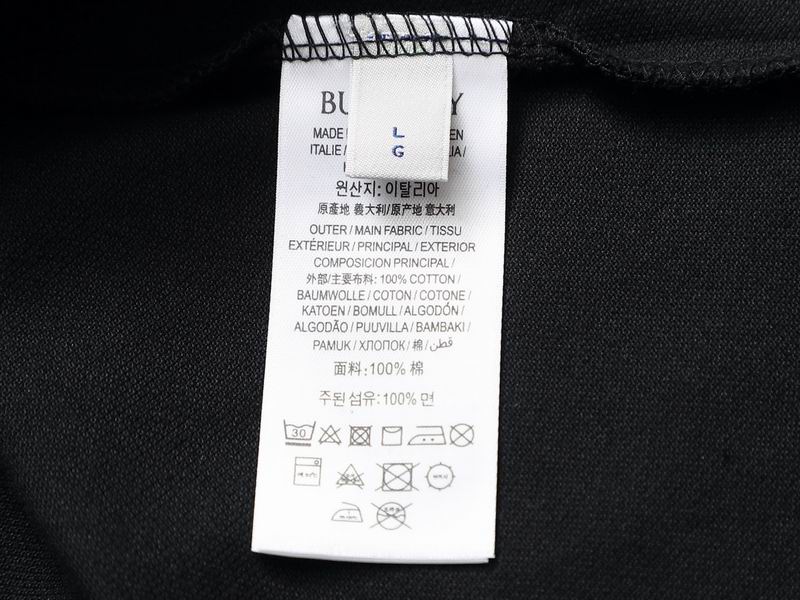 BU Y
L
G
MADE EN
ITALIE / LIA /
원산지: 이탈리아
原產地 義大利/原产地 意大利
OUTER / MAIN FABRIC / TISSU
EXTÉRIEUR / PRINCIPAL / EXTERIOR
COMPOSICION PRINCIPAL /
外部/主要布料: 100% COTTON /
BAUMWOLLE / COTON / COTONE /
KATOEN / BOMULL / ALGODÓN /
ALGODÃO / PUUVILLA / BAMBAKI /
PAMUK / ХЛОПОК / 棉 / قطن
面料:100% 棉
주된 섬유: 100% 면
30